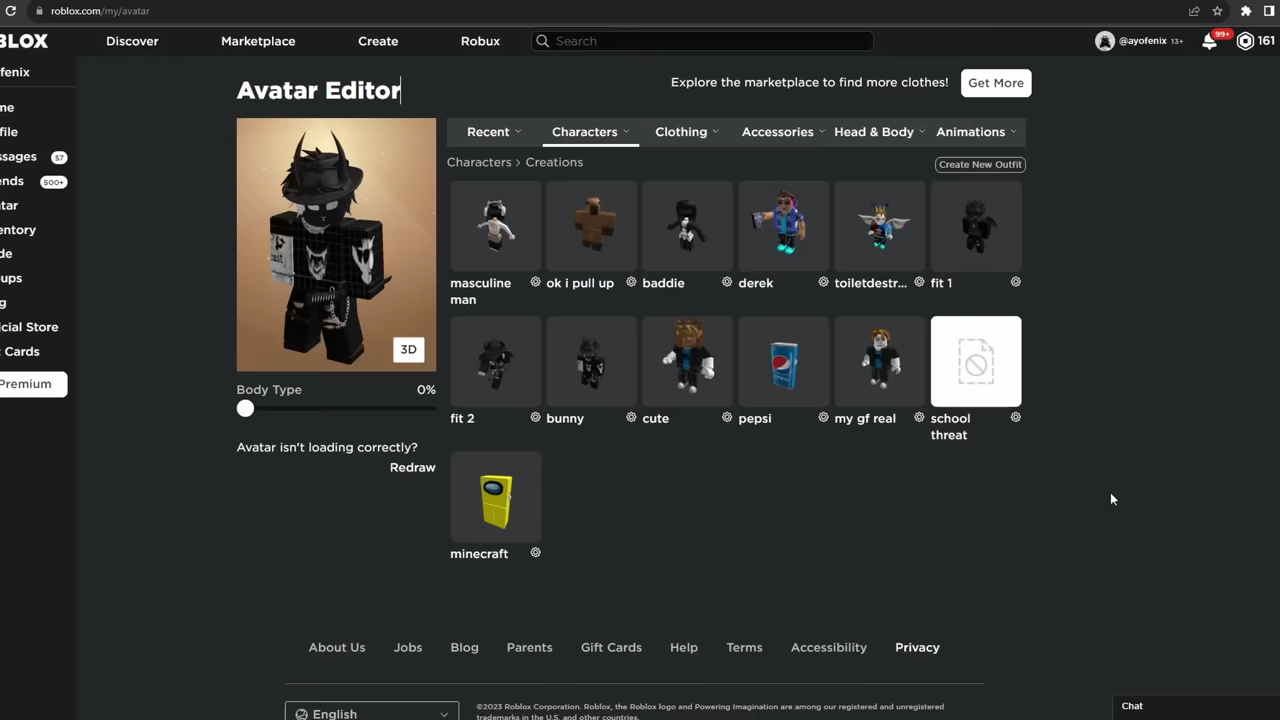 roblox.com/my/avatar
BLOX
Discover
Marketplace
Create
Robux
Search
@ayofenix 13+
99+
161
fenix
me
file
ssages 57
ends 500+
tar
entory
de
ups
g
icial Store
t Cards
Premium
Avatar Editor
Explore the marketplace to find more clothes!
Get More
3D
Body Type 0%
Avatar isn't loading correctly?
Redraw
Recent
Characters
Clothing
Accessories
Head & Body
Animations
Characters > Creations
Create New Outfit
masculine
man
ok i pull up
baddie
derek
toiletdestr...
fit 1
fit 2
bunny
cute
pepsi
my gf real
school
threat
minecraft
About Us
Jobs
Blog
Parents
Gift Cards
Help
Terms
Accessibility
Privacy
English
©2023 Roblox Corporation. Roblox, the Roblox logo and Powering Imagination are among our registered and unregistered
trademarks in the U.S. and other countries.
Chat